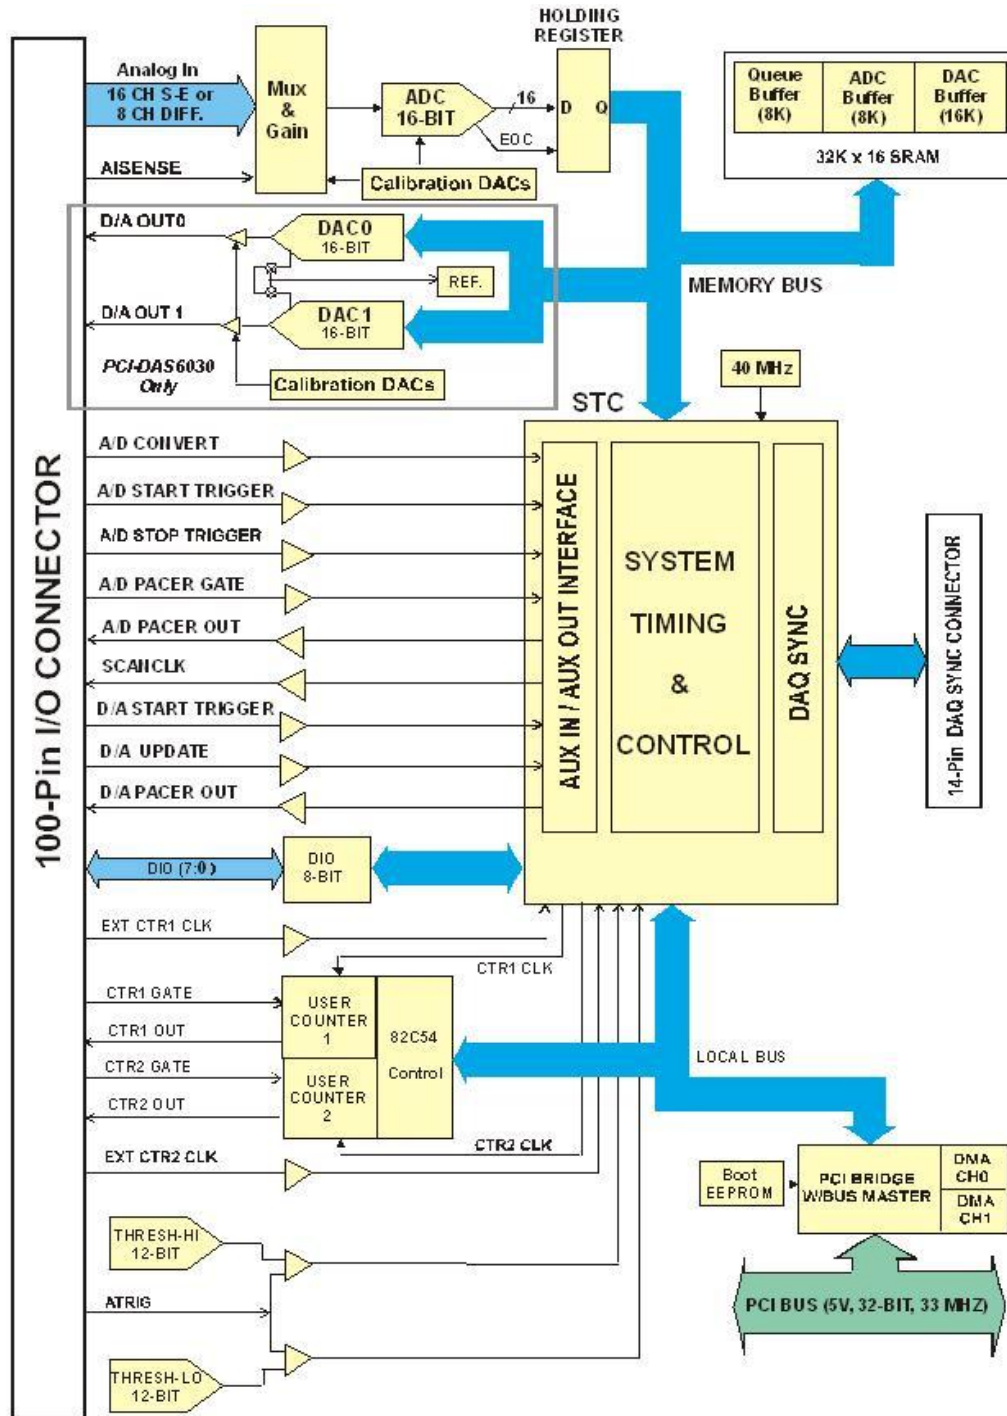 HOLDING
REGISTER
Analog In
16 CH S-E or
8 CH DIFF.
Mux
&
Gain
ADC
16-BIT
16
EOC
D Q
Queue
Buffer
(8K)
ADC
Buffer
(8K)
DAC
Buffer
(16K)
32K x 16 SRAM
AISENSE
Calibration DACs
D/A OUT0
DAC0
16-BIT
REF.
MEMORY BUS
D/A OUT 1
DAC1
16-BIT
PCI-DAS6030
Only
Calibration DACs
40 MHz
STC
100-Pin I/O CONNECTOR
A/D CONVERT
A/D START TRIGGER
A/D STOP TRIGGER
A/D PACER GATE
A/D PACER OUT
SCANCLK
D/A START TRIGGER
D/A UPDATE
D/A PACER OUT
AUX IN / AUX OUT INTERFACE
SYSTEM
TIMING
&
CONTROL
DAQ SYNC
14-Pin DAQ SYNC CONNECTOR
DIO (7:0)
DIO
8-BIT
EXT CTR1 CLK
CTR1 CLK
CTR1 GATE
CTR1 OUT
CTR2 GATE
CTR2 OUT
USER
COUNTER
1
USER
COUNTER
2
82C54
Control
LOCAL BUS
CTR2 CLK
EXT CTR2 CLK
Boot
EEPROM
PCI BRIDGE
W/BUS MASTER
DMA
CH0
DMA
CH1
THRESH-HI
12-BIT
ATRIG
THRESH-LO
12-BIT
PCI BUS (5V, 32-BIT, 33 MHZ)